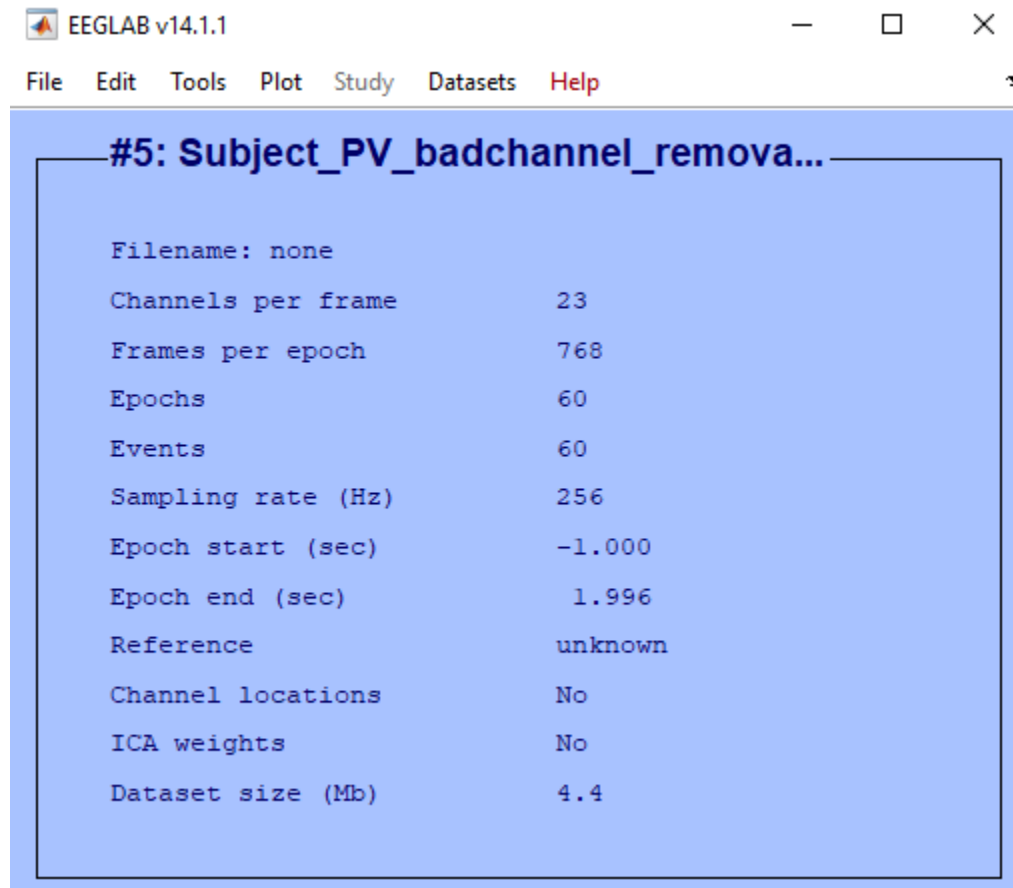 EEGLAB v14.1.1
File Edit Tools Plot Study Datasets Help
#5: Subject_PV_badchannel_remova...
Filename: none
Channels per frame 23
Frames per epoch 768
Epochs 60
Events 60
Sampling rate (Hz) 256
Epoch start (sec) -1.000
Epoch end (sec) 1.996
Reference unknown
Channel locations No
ICA weights No
Dataset size (Mb) 4.4